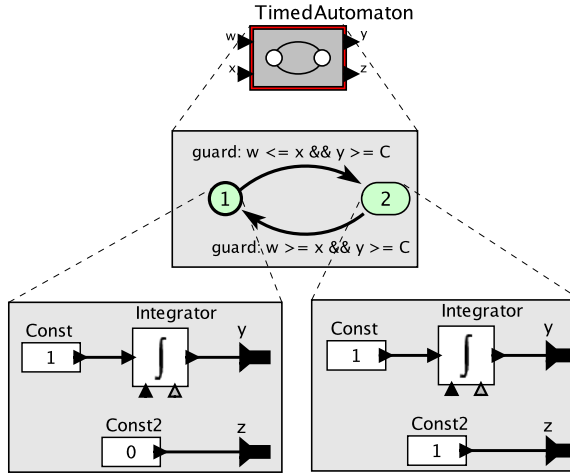 TimedAutomaton
w
y
x
z
guard: w <= x && y >= C
1
2
guard: w >= x && y >= C
Integrator
Const
y
1
∫
Const2
z
0
Integrator
Const
y
1
∫
Const2
z
1